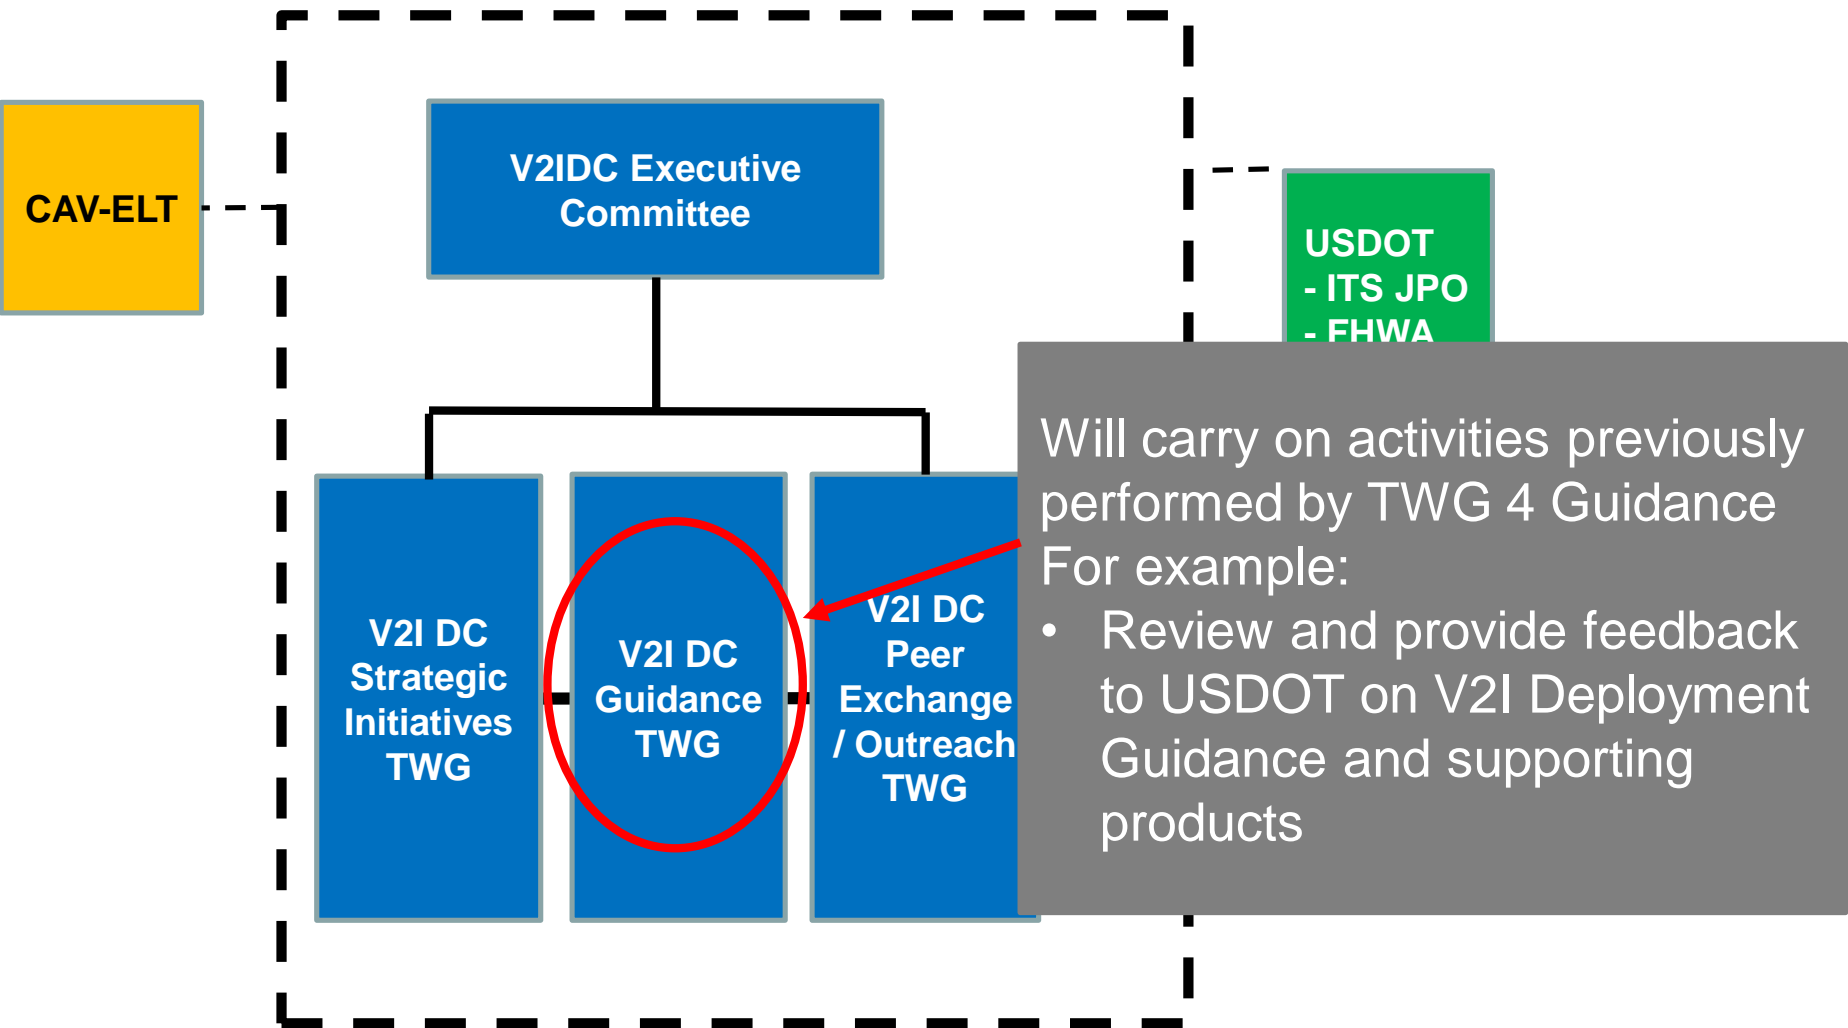 CAV-ELT
V2IDC Executive
Committee
USDOT
- ITS JPO
- FHWA
V2I DC
Strategic
Initiatives
TWG
V2I DC
Guidance
TWG
V2I DC
Peer
Exchange
/ Outreach
TWG
Will carry on activities previously
performed by TWG 4 Guidance
For example:
• Review and provide feedback
to USDOT on V2I Deployment
Guidance and supporting
products